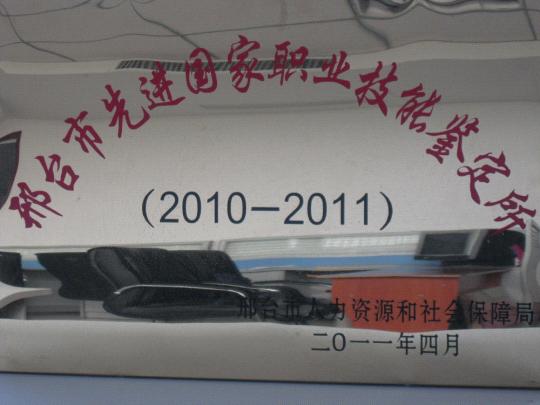 邢台市先进国家职业技能鉴定所
(2010-2011)
邢台市人力资源和社会保障局
二〇一一年四月